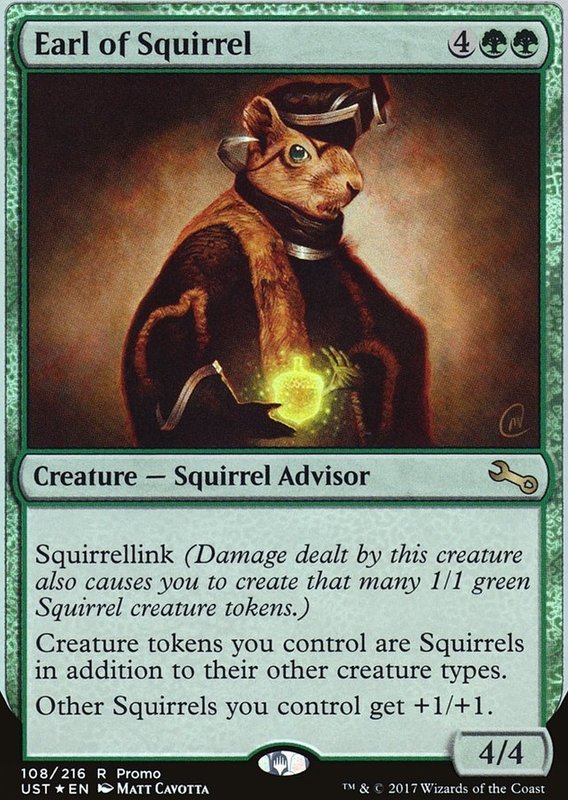 Earl of Squirrel 4
Creature — Squirrel Advisor
Squirrellink (Damage dealt by this creature
also causes you to create that many 1/1 green
Squirrel creature tokens.)
Creature tokens you control are Squirrels
in addition to their other creature types.
Other Squirrels you control get +1/+1.
4/4
108/216 R Promo
UST ★ EN Matt Cavotta
™ & © 2017 Wizards of the Coast